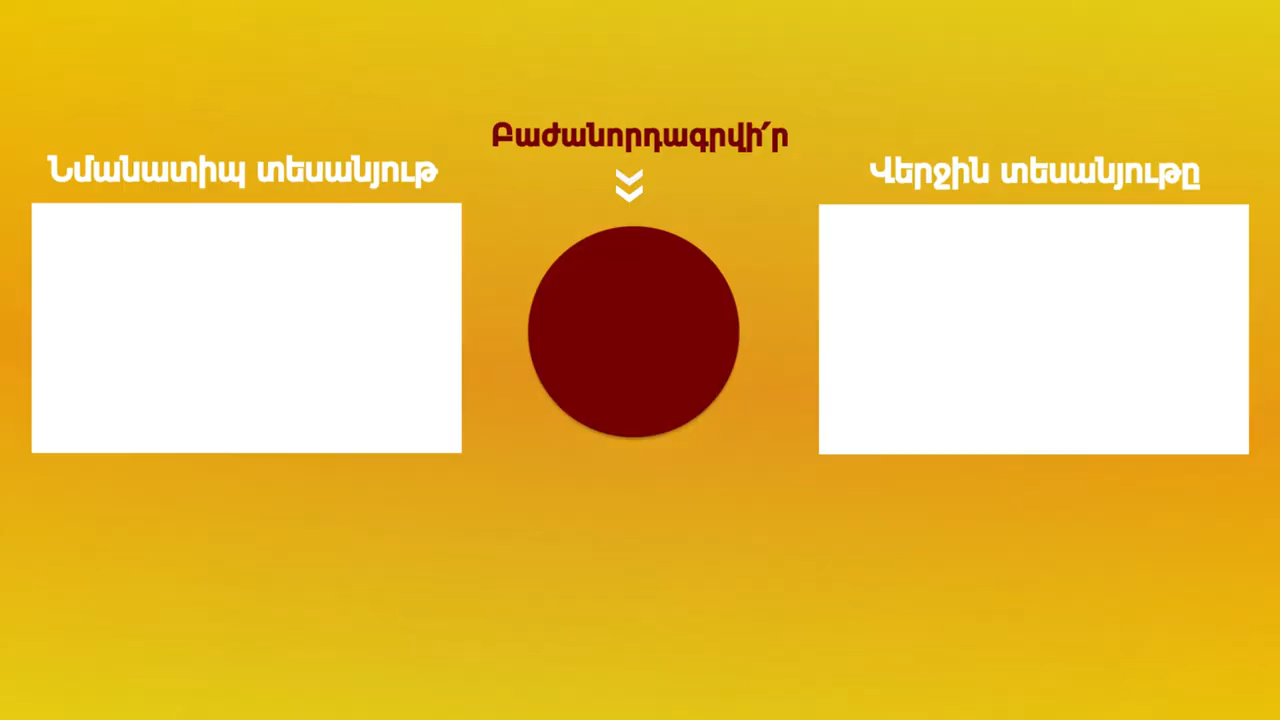 Բաժանորդագրվի՛ր
Նմանատիպ տեսանյութ
Վերջին տեսանյութը